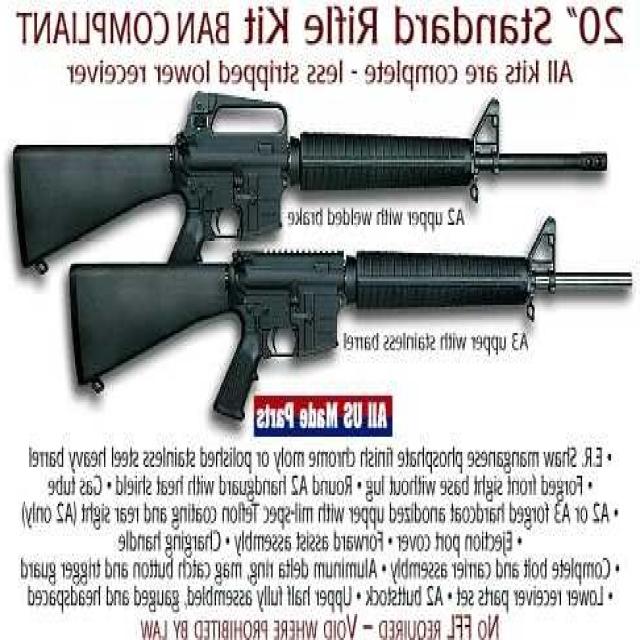 20" Standard Rifle Kit BAN COMPLIANT
All kits are complete - less stripped lower receiver
A2 upper with welded brake
A3 upper with stainless barrel
All US Made Parts
• E.R. Shaw manganese phosphate finish chrome moly or polished stainless steel heavy barrel
• Forged front sight base without lug • Round A2 handguard with heat shield • Gas tube
• A2 or A3 forged hardcoat anodized upper with mil-spec Teflon coating and rear sight (A2 only)
• Ejection port cover • Forward assist assembly • Charging handle
• Complete bolt and carrier assembly • Aluminum delta ring, mag catch button and trigger guard
• Lower receiver parts set • A2 buttstock • Upper half fully assembled, gauged and headspaced
NO FFL REQUIRED – VOID WHERE PROHIBITED BY LAW